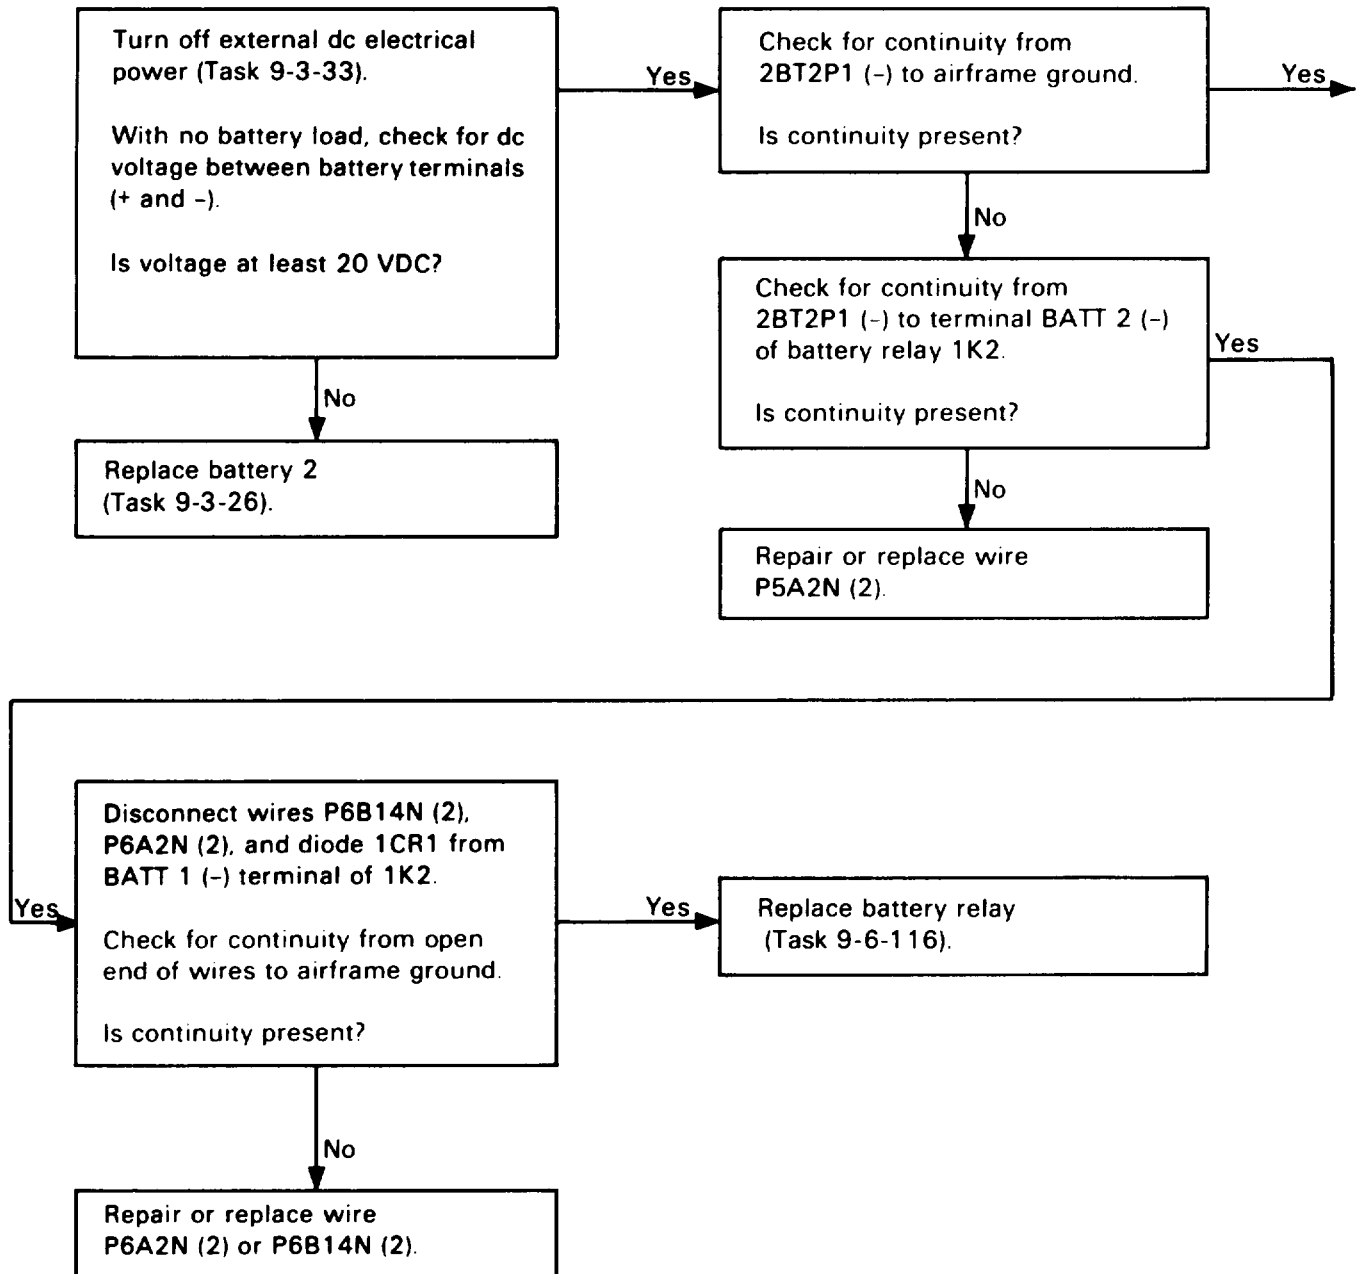 Turn off external dc electrical
power (Task 9-3-33).
With no battery load, check for dc
voltage between battery terminals
(+ and -).
Is voltage at least 20 VDC?
Yes
Check for continuity from
2BT2P1 (-) to airframe ground.
Is continuity present?
Yes
No
No
Replace battery 2
(Task 9-3-26).
Check for continuity from
2BT2P1 (-) to terminal BATT 2 (-)
of battery relay 1K2.
Is continuity present?
Yes
No
Repair or replace wire
P5A2N (2).
Yes
Disconnect wires P6B14N (2),
P6A2N (2), and diode 1CR1 from
BATT 1 (-) terminal of 1K2.
Check for continuity from open
end of wires to airframe ground.
Is continuity present?
Yes
Replace battery relay
(Task 9-6-116).
No
Repair or replace wire
P6A2N (2) or P6B14N (2).